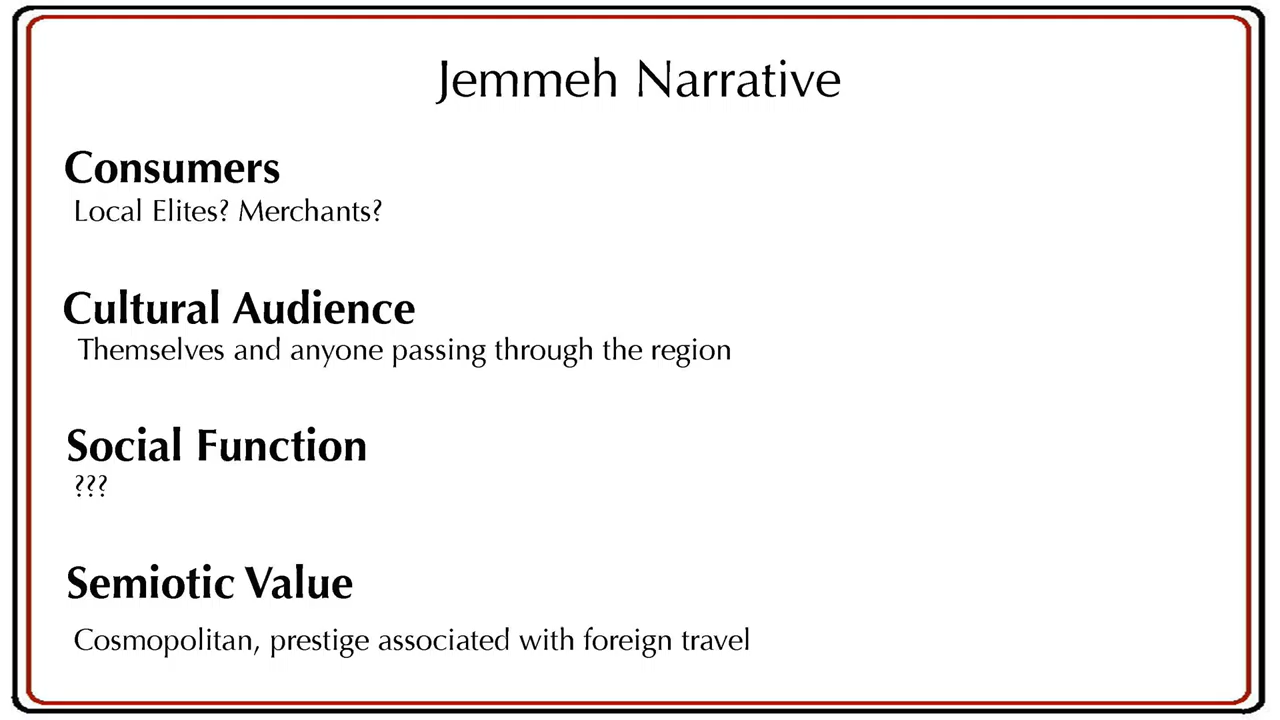 Jemmeh Narrative
Consumers
Local Elites? Merchants?
Cultural Audience
Themselves and anyone passing through the region
Social Function
???
Semiotic Value
Cosmopolitan, prestige associated with foreign travel